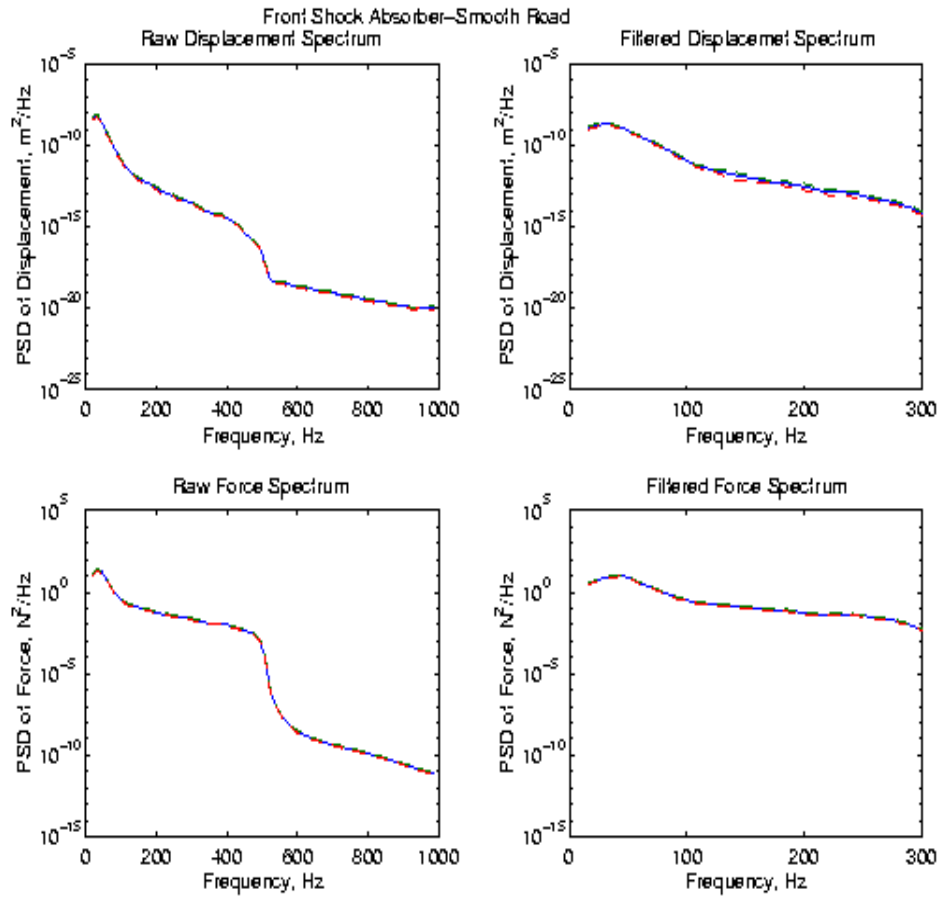 Front Shock Absorber–Smooth Road
Raw Displacement Spectrum
10^-5
10^-10
10^-15
10^-20
10^-25
PSD of Displacement, m^2/Hz
0 200 400 600 800 1000
Frequency, Hz
Filtered Displacemet Spectrum
10^-5
10^-10
10^-15
10^-20
10^-25
PSD of Displacement, m^2/Hz
0 100 200 300
Frequency, Hz
Raw Force Spectrum
10^5
10^0
10^-5
10^-10
10^-15
PSD of Force, N^2/Hz
0 200 400 600 800 1000
Frequency, Hz
Filtered Force Spectrum
10^5
10^0
10^-5
10^-10
10^-15
PSD of Force, N^2/Hz
0 100 200 300
Frequency, Hz